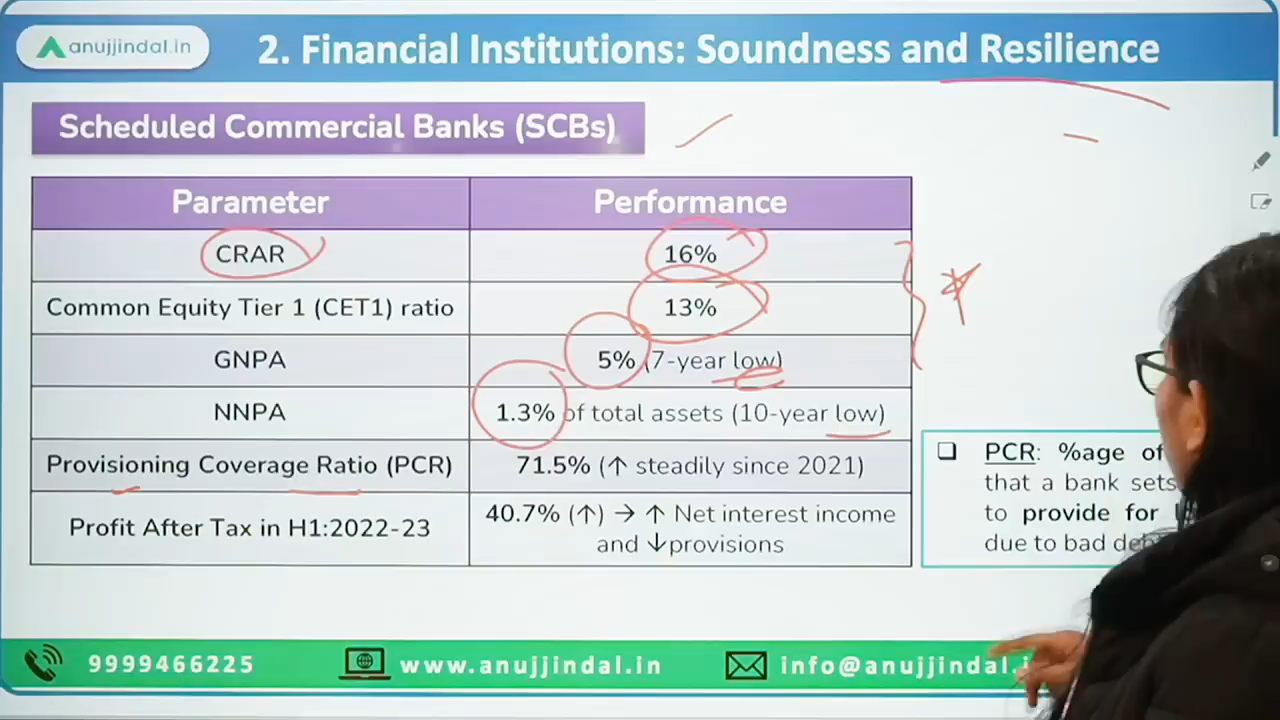 anujjindal.in
2. Financial Institutions: Soundness and Resilience
Scheduled Commercial Banks (SCBs)
Parameter Performance
CRAR 16%
Common Equity Tier 1 (CET1) ratio 13%
GNPA 5% (7-year low)
NNPA 1.3% of total assets (10-year low)
Provisioning Coverage Ratio (PCR) 71.5% (↑ steadily since 2021)
Profit After Tax in H1:2022-23 40.7% (↑) → ↑ Net interest income
and ↓provisions
❑ PCR: %age of
that a bank sets
to provide for
due to bad
9999466225 www.anujjindal.in info@anujjindal.i